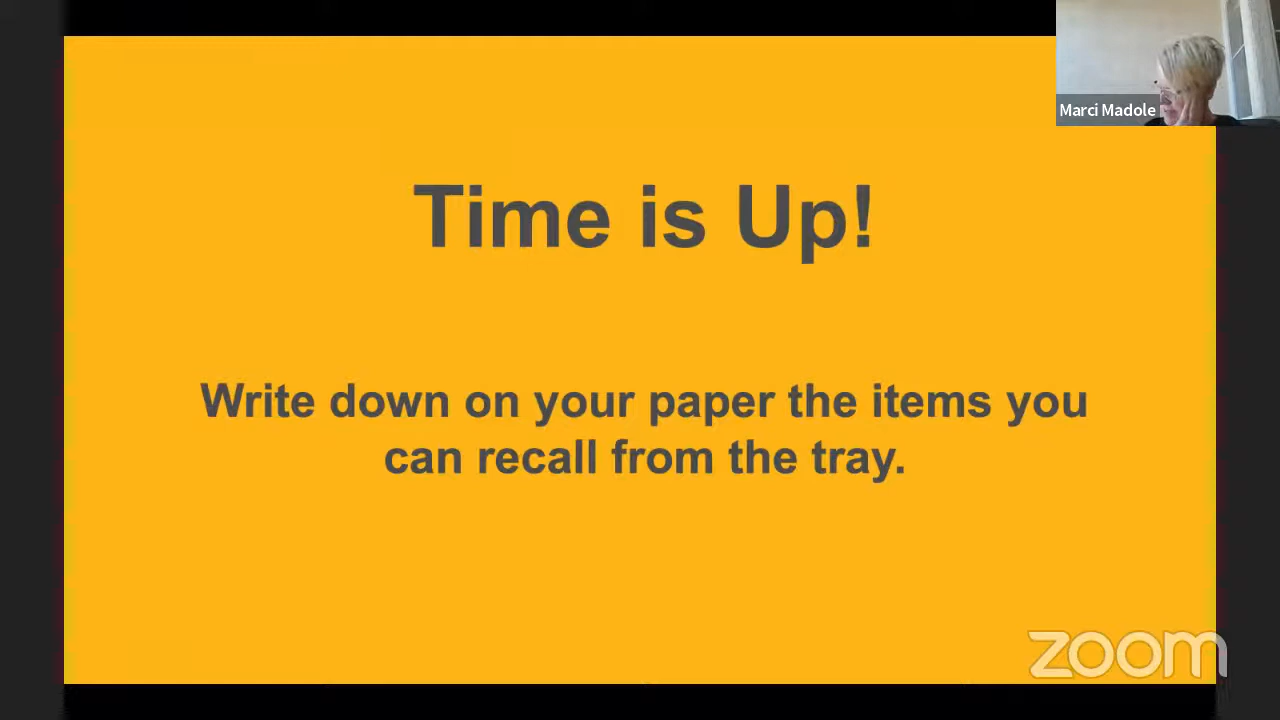 Marci Madole
Time is Up!
Write down on your paper the items you
can recall from the tray.
zoom